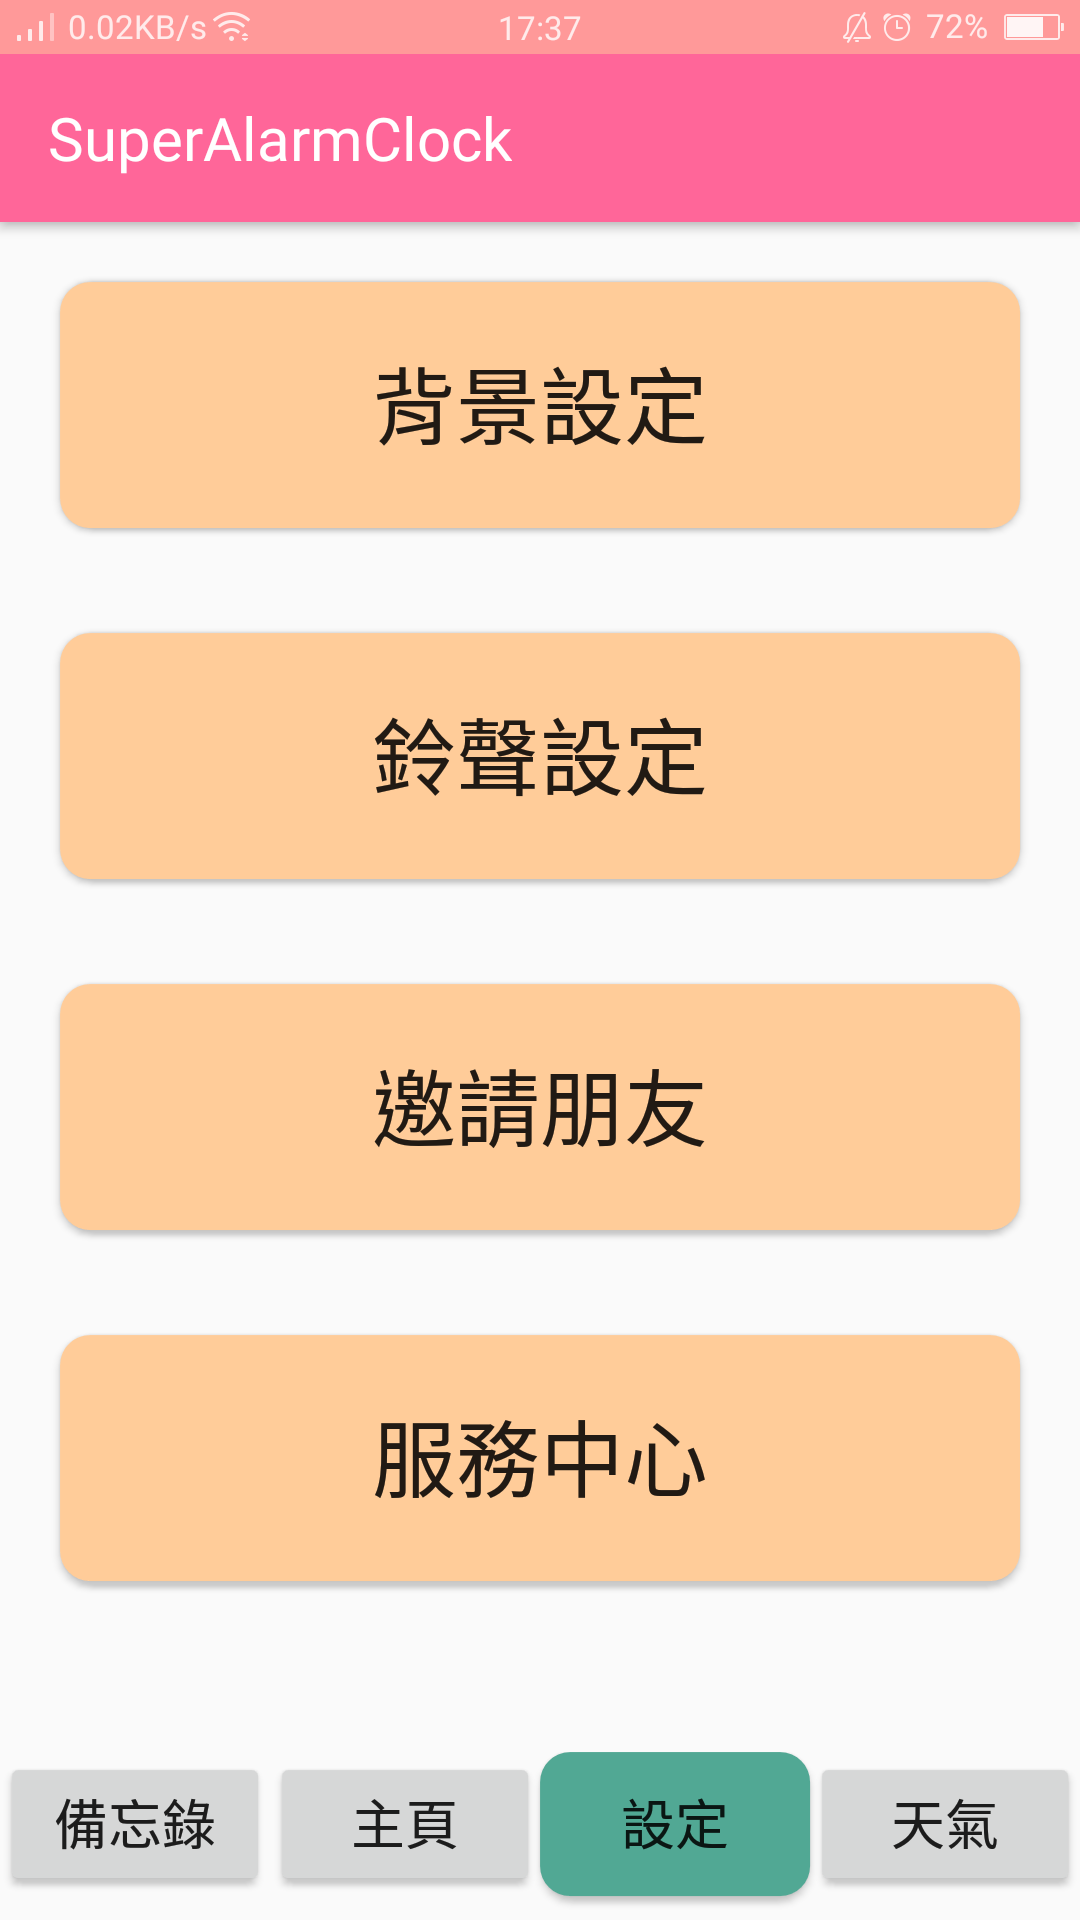 0.02KB/s 17:37 72%
SuperAlarmClock
背景設定
鈴聲設定
邀請朋友
服務中心
備忘錄 主頁 設定 天氣